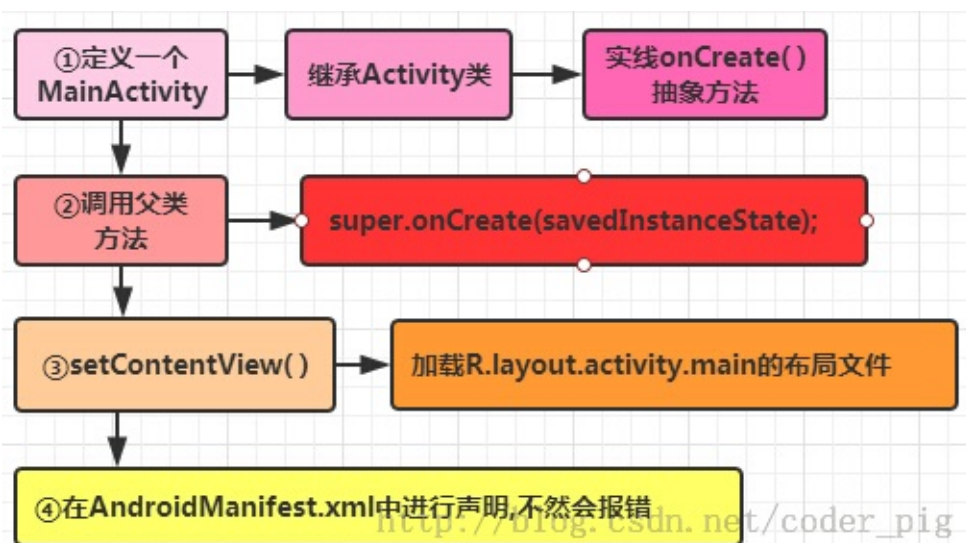 ①定义一个
MainActivity
继承Activity类
实线onCreate( )
抽象方法
②调用父类
方法
super.onCreate(savedInstanceState);
③setContentView( )
加载R.layout.activity.main的布局文件
④在AndroidManifest.xml中进行声明,不然会报错
http://blog.csdn.net/coder_pig